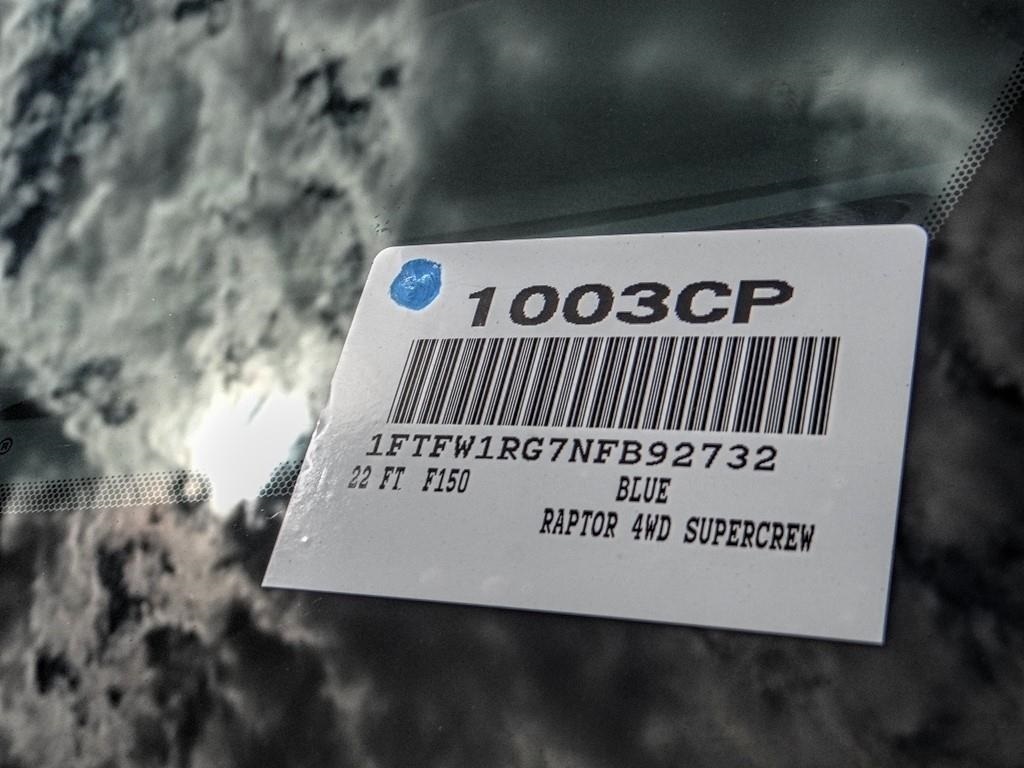 1003CP
1FTFW1RG7NFB92732
22 FT F150 BLUE
RAPTOR 4WD SUPERCREW
®